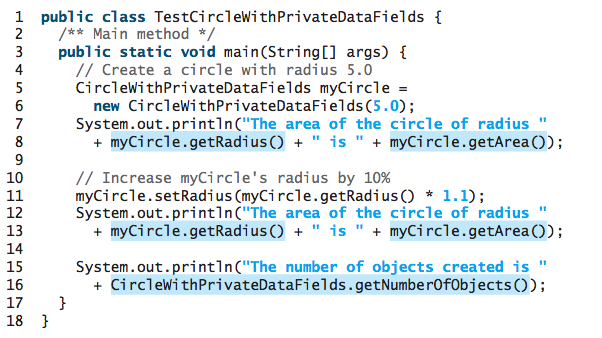 1 public class TestCircleWithPrivateDataFields {
2 /** Main method */
3 public static void main(String[] args) {
4 // Create a circle with radius 5.0
5 CircleWithPrivateDataFields myCircle =
6 new CircleWithPrivateDataFields(5.0);
7 System.out.println("The area of the circle of radius "
8 + myCircle.getRadius() + " is " + myCircle.getArea());
9
10 // Increase myCircle's radius by 10%
11 myCircle.setRadius(myCircle.getRadius() * 1.1);
12 System.out.println("The area of the circle of radius "
13 + myCircle.getRadius() + " is " + myCircle.getArea());
14
15 System.out.println("The number of objects created is "
16 + CircleWithPrivateDataFields.getNumberOfObjects());
17 }
18 }